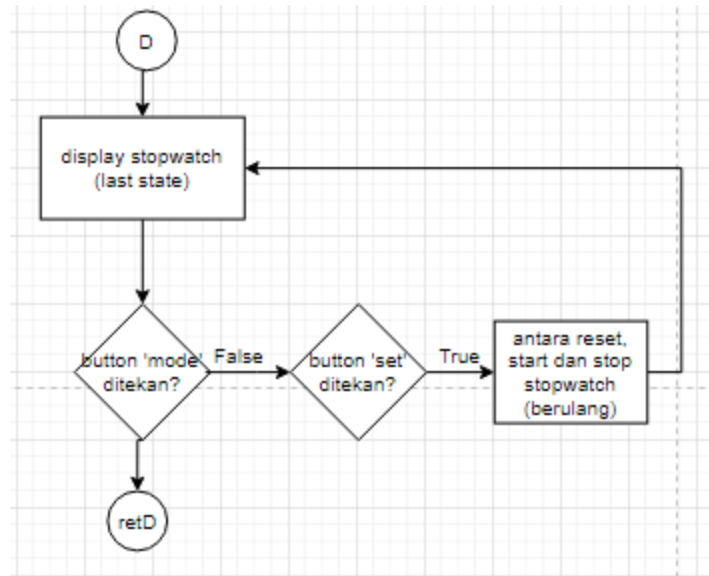 D
display stopwatch
(last state)
button 'mode'
ditekan?
False
button 'set'
ditekan?
True
antara reset,
start dan stop
stopwatch
(berulang)
retD